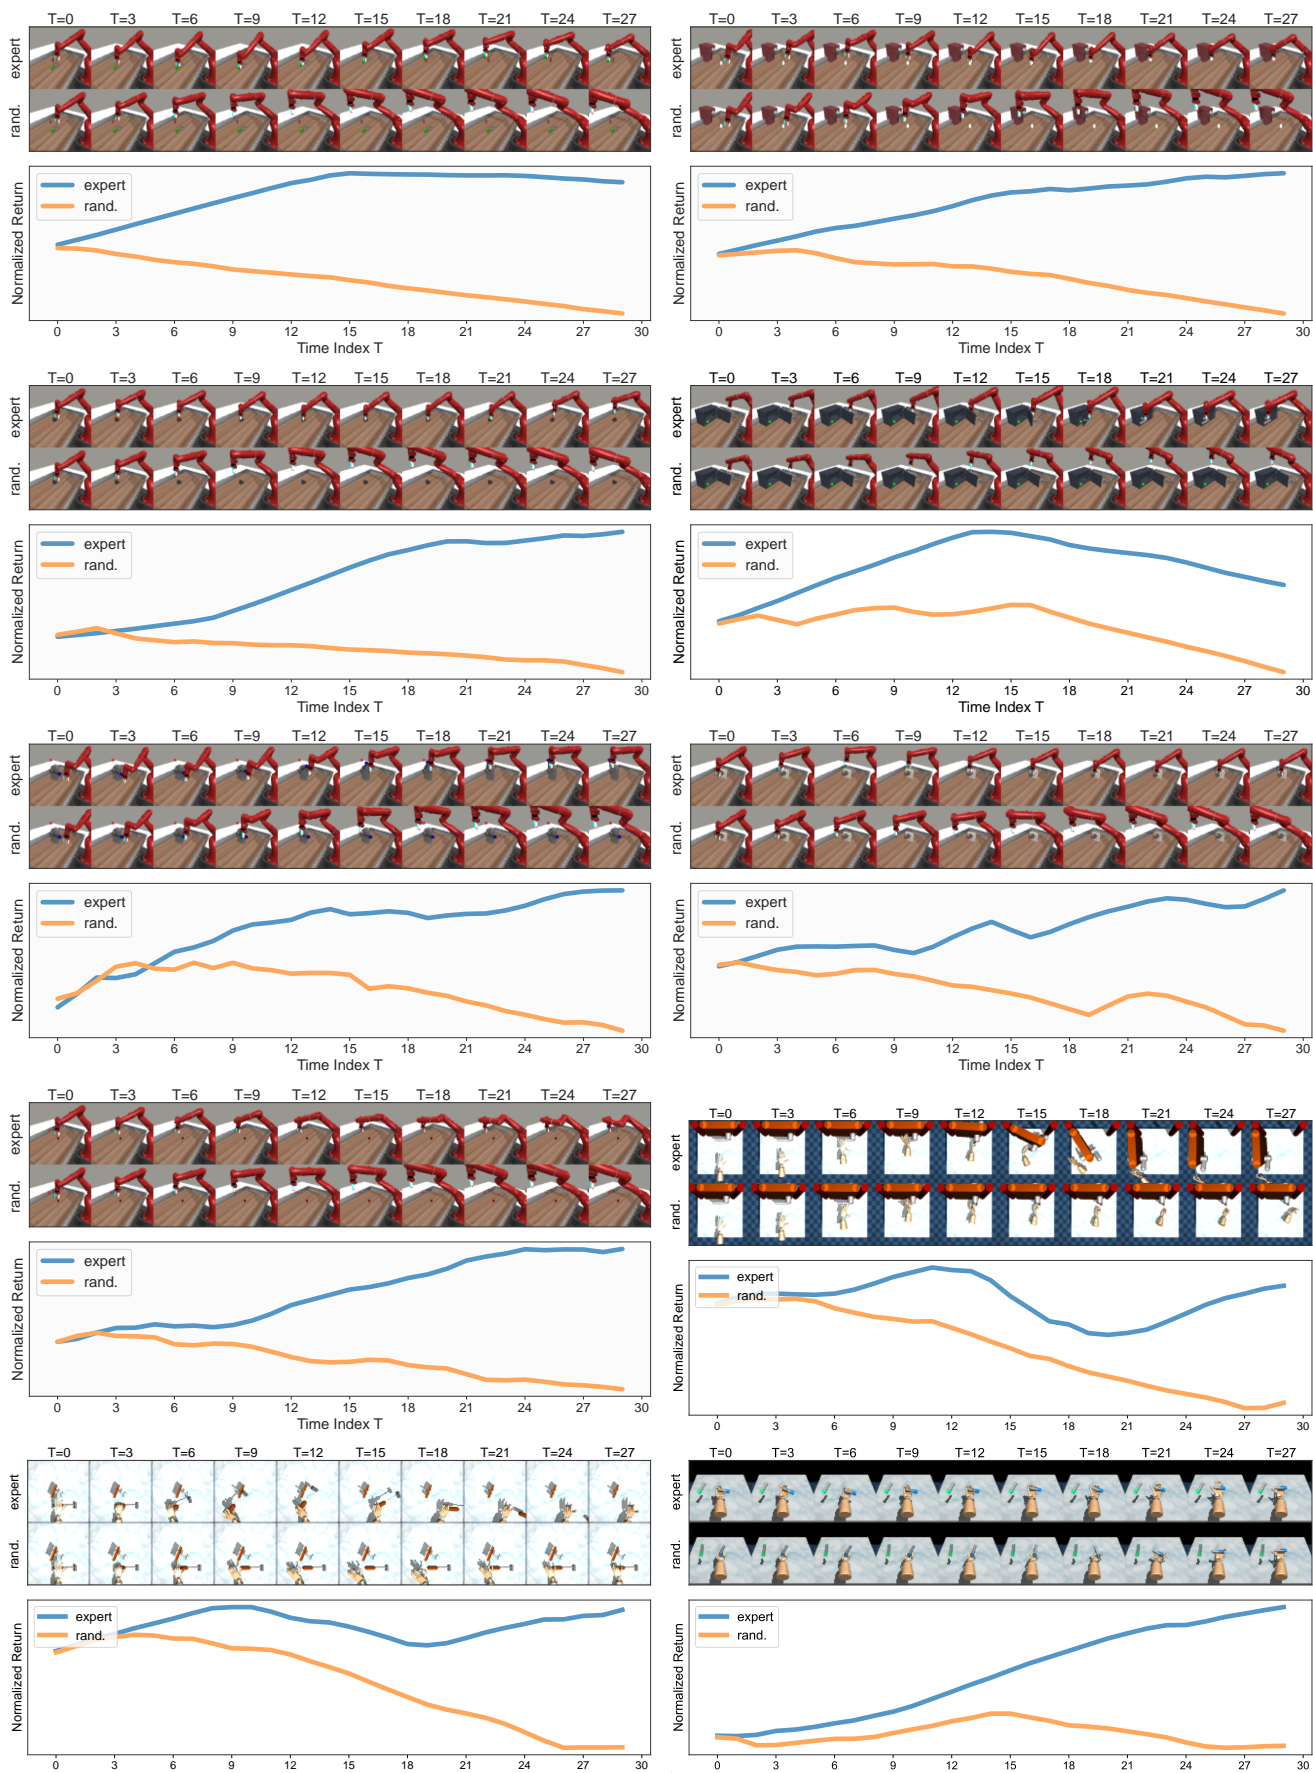 T=0 T=3 T=6 T=9 T=12 T=15 T=18 T=21 T=24 T=27
expert
rand.
Normalized Return
expert
rand.
0 3 6 9 12 15 18 21 24 27 30
Time Index T
T=0 T=3 T=6 T=9 T=12 T=15 T=18 T=21 T=24 T=27
expert
rand.
Normalized Return
expert
rand.
0 3 6 9 12 15 18 21 24 27 30
Time Index T
T=0 T=3 T=6 T=9 T=12 T=15 T=18 T=21 T=24 T=27
expert
rand.
Normalized Return
expert
rand.
0 3 6 9 12 15 18 21 24 27 30
Time Index T
T=0 T=3 T=6 T=9 T=12 T=15 T=18 T=21 T=24 T=27
expert
rand.
Normalized Return
expert
rand.
0 3 6 9 12 15 18 21 24 27 30
Time Index T
T=0 T=3 T=6 T=9 T=12 T=15 T=18 T=21 T=24 T=27
expert
rand.
Normalized Return
expert
rand.
0 3 6 9 12 15 18 21 24 27 30
Time Index T
T=0 T=3 T=6 T=9 T=12 T=15 T=18 T=21 T=24 T=27
expert
rand.
Normalized Return
expert
rand.
0 3 6 9 12 15 18 21 24 27 30
Time Index T
T=0 T=3 T=6 T=9 T=12 T=15 T=18 T=21 T=24 T=27
expert
rand.
Normalized Return
expert
rand.
0 3 6 9 12 15 18 21 24 27 30
Time Index T
T=0 T=3 T=6 T=9 T=12 T=15 T=18 T=21 T=24 T=27
expert
rand.
Normalized Return
expert
rand.
0 3 6 9 12 15 18 21 24 27 30
T=0 T=3 T=6 T=9 T=12 T=15 T=18 T=21 T=24 T=27
expert
rand.
Normalized Return
expert
rand.
0 3 6 9 12 15 18 21 24 27 30
T=0 T=3 T=6 T=9 T=12 T=15 T=18 T=21 T=24 T=27
expert
rand.
Normalized Return
expert
rand.
0 3 6 9 12 15 18 21 24 27 30